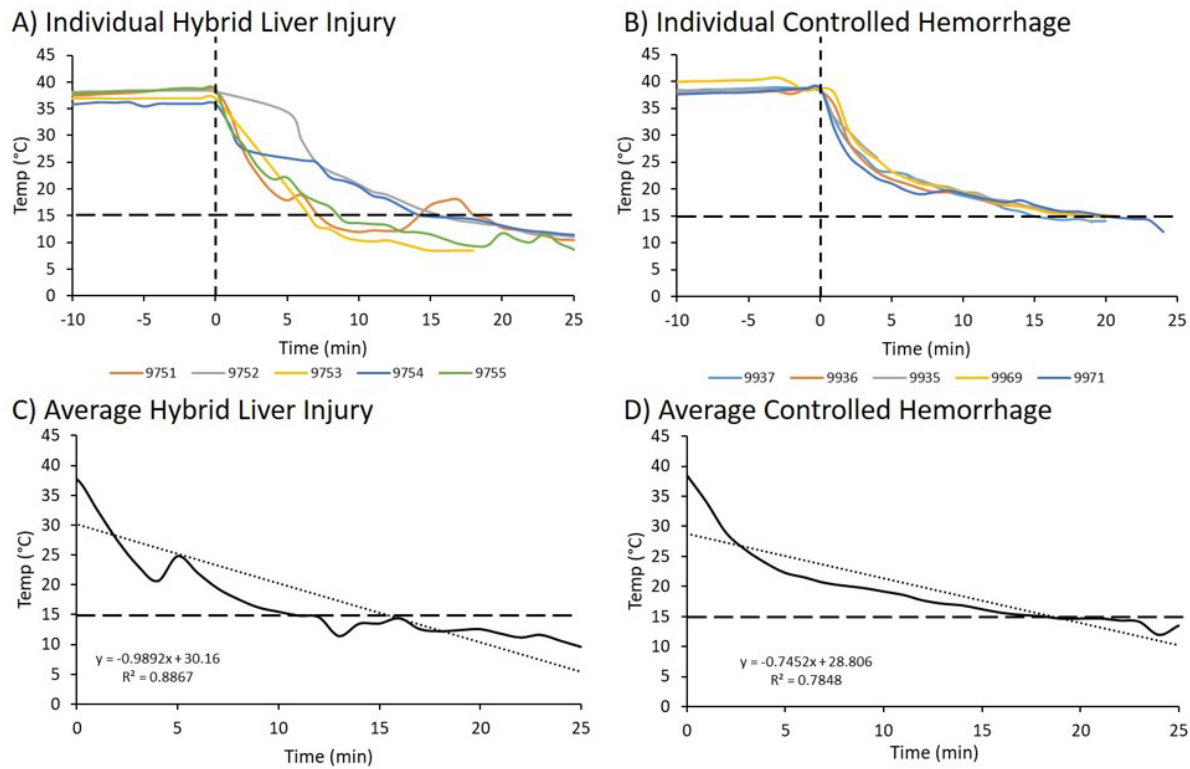 A) Individual Hybrid Liver Injury
45
40
35
30
25
20
15
10
5
0
Temp (°C)
-10 -5 0 5 10 15 20 25
Time (min)
9751 9752 9753 9754 9755
B) Individual Controlled Hemorrhage
45
40
35
30
25
20
15
10
5
0
Temp (°C)
-10 -5 0 5 10 15 20 25
Time (min)
9937 9936 9935 9969 9971
C) Average Hybrid Liver Injury
45
40
35
30
25
20
15
10
5
0
Temp (°C)
y = -0.9892x + 30.16
R² = 0.8867
0 5 10 15 20 25
Time (min)
D) Average Controlled Hemorrhage
45
40
35
30
25
20
15
10
5
0
Temp (°C)
y = -0.7452x + 28.806
R² = 0.7848
0 5 10 15 20 25
Time (min)